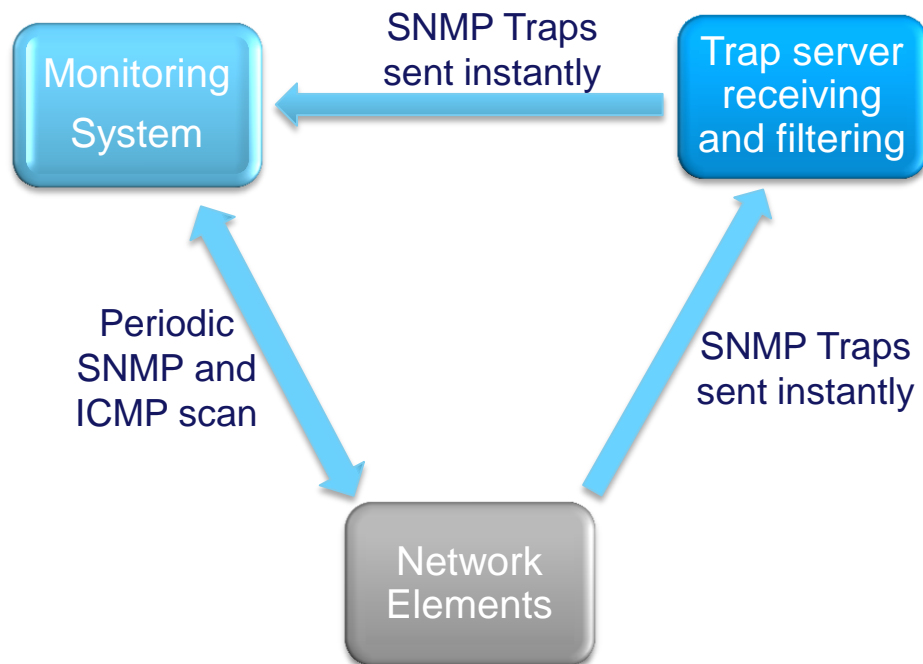 SNMP Traps
sent instantly
Monitoring
System
Trap server
receiving
and filtering
Periodic
SNMP and
ICMP scan
SNMP Traps
sent instantly
Network
Elements